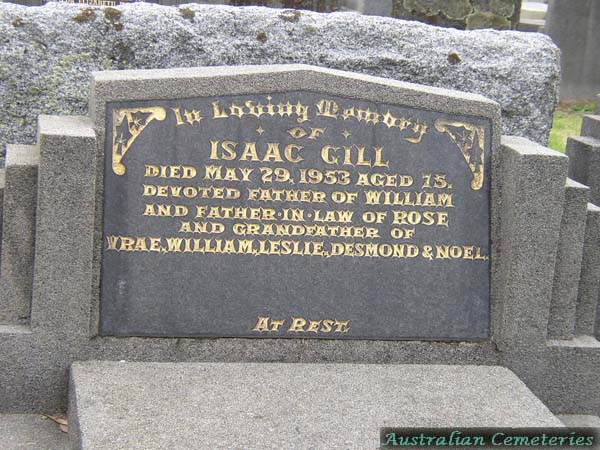 ELIZABETH
In Loving Memory
OF
ISAAC GILL
DIED MAY 29, 1953 AGED 75.
DEVOTED FATHER OF WILLIAM
AND FATHER-IN-LAW OF ROSE
AND GRANDFATHER OF
VRAE, WILLIAM, LESLIE, DESMOND & NOEL.
AT REST.
Australian Cemeteries